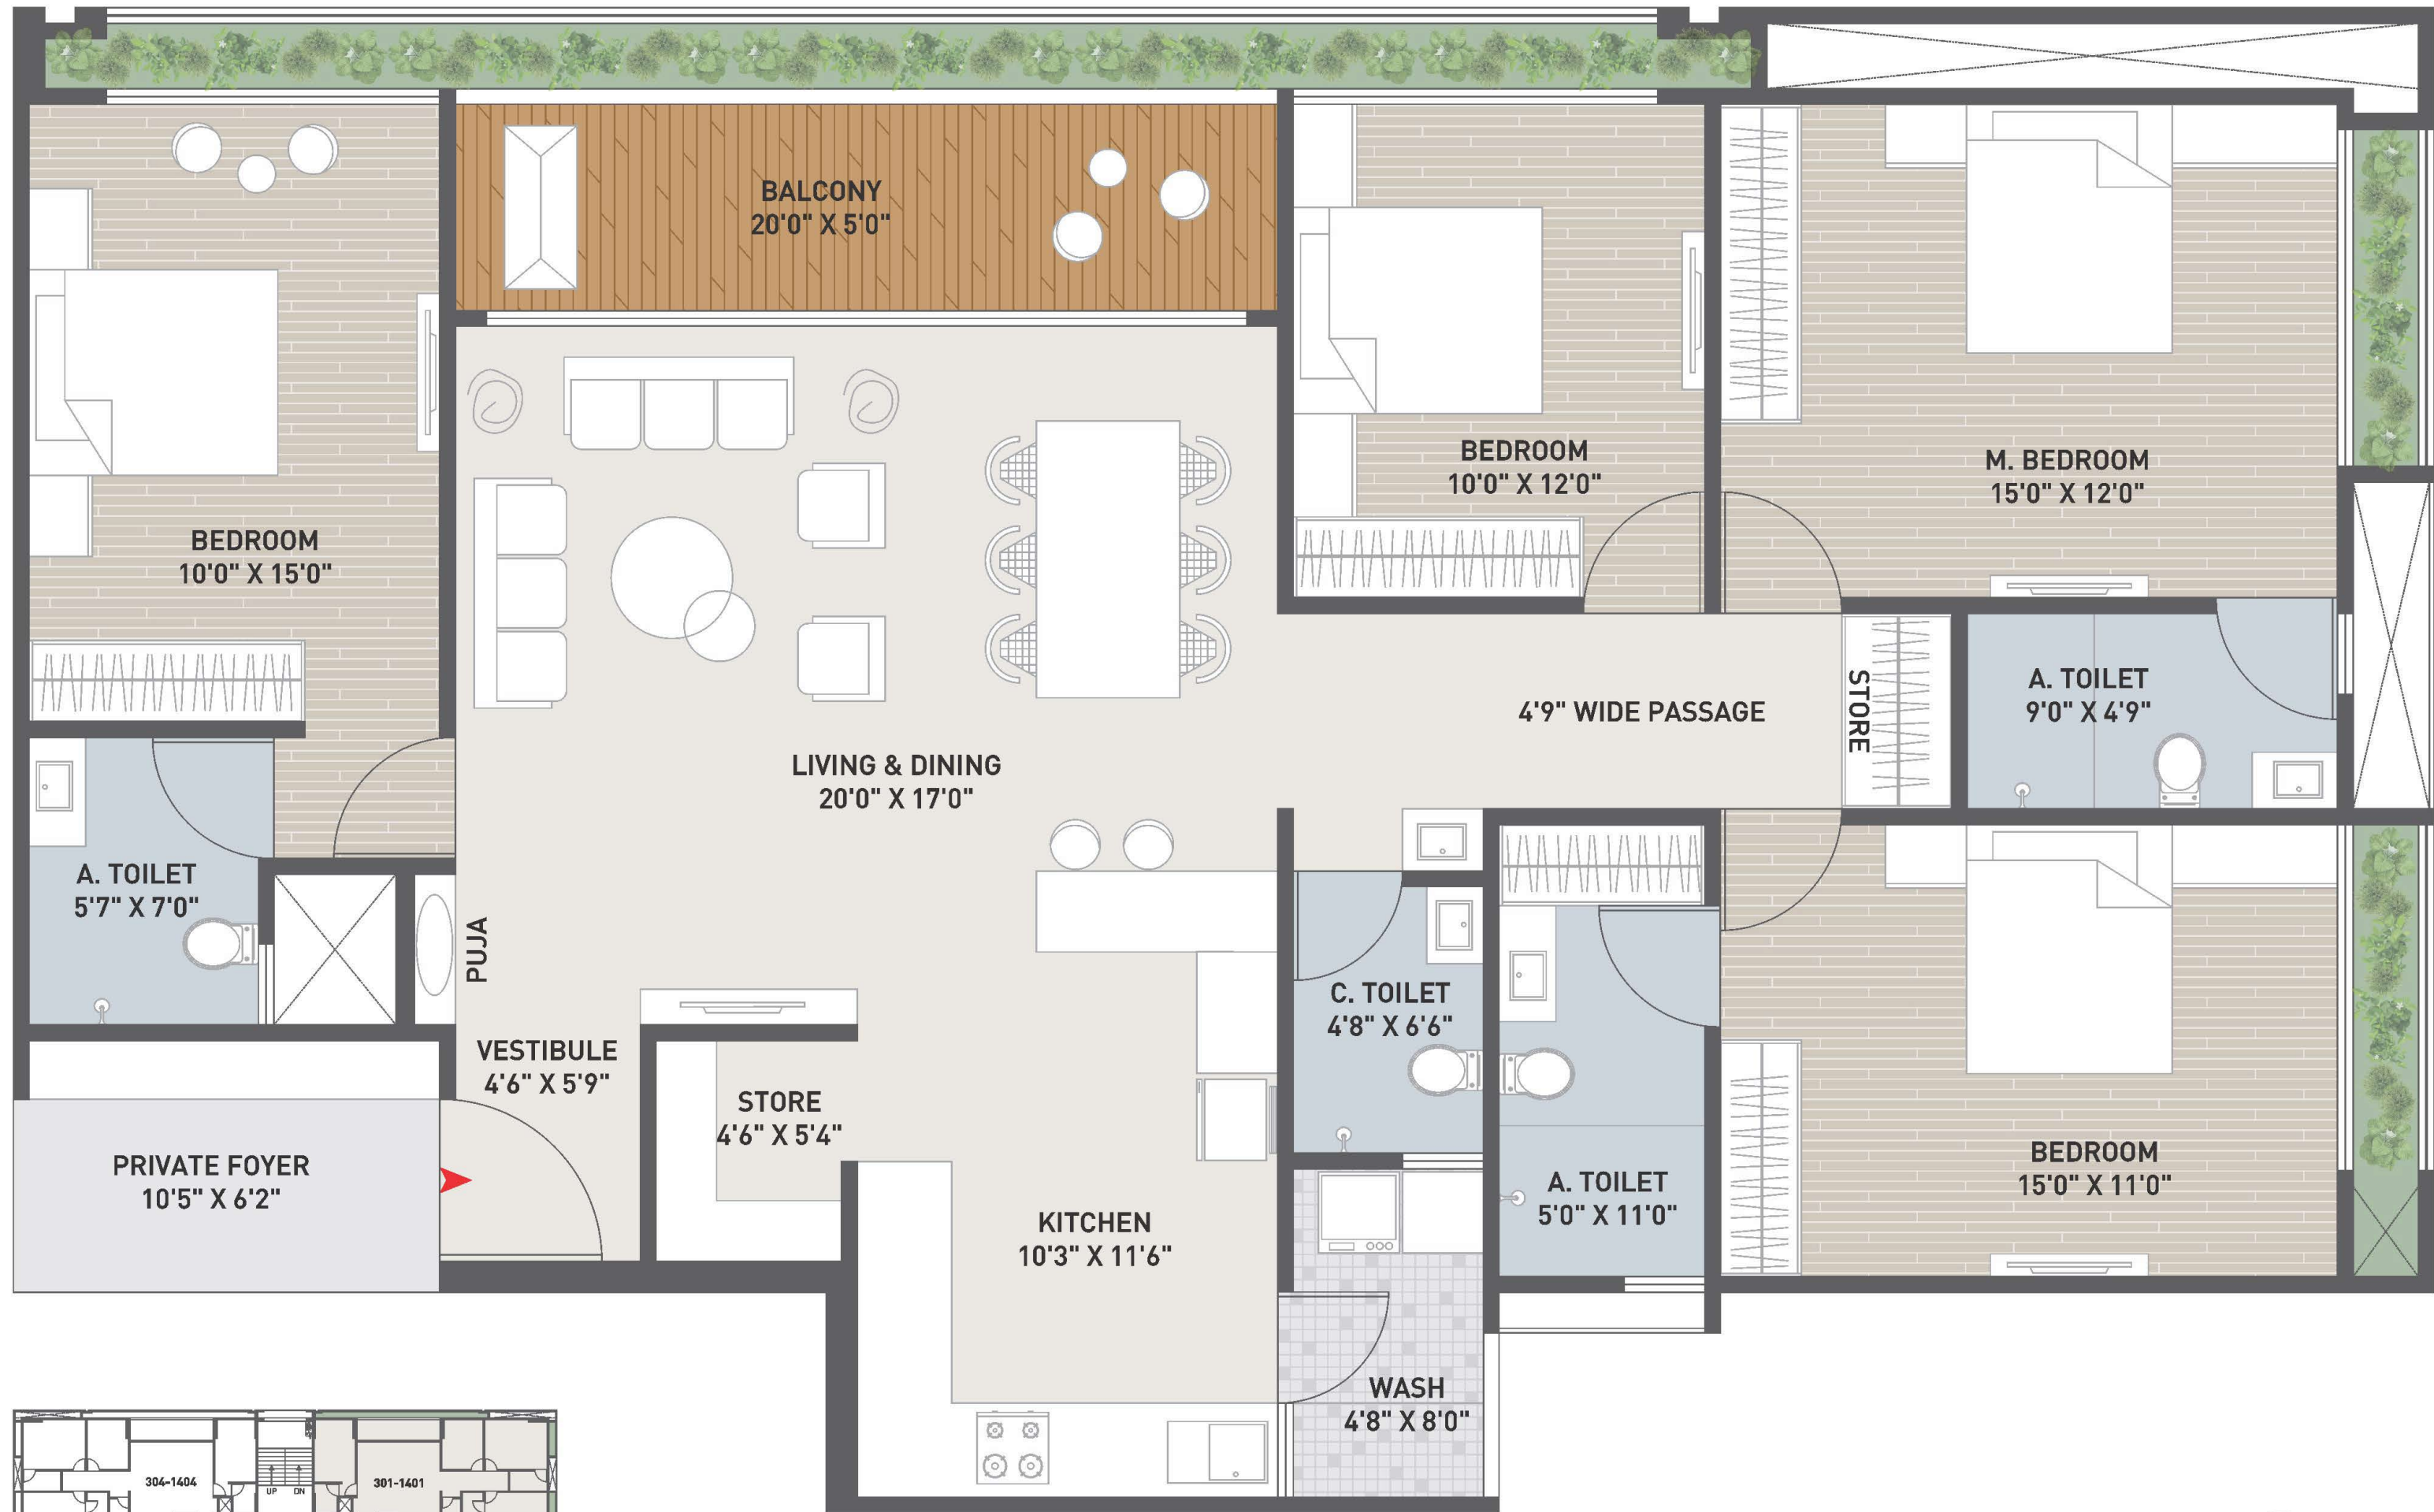 BALCONY
20'0" X 5'0"
BEDROOM
10'0" X 12'0"
M. BEDROOM
15'0" X 12'0"
BEDROOM
10'0" X 15'0"
A. TOILET
9'0" X 4'9"
STORE
4'9" WIDE PASSAGE
LIVING & DINING
20'0" X 17'0"
A. TOILET
5'7" X 7'0"
PUJA
C. TOILET
4'8" X 6'6"
VESTIBULE
4'6" X 5'9"
STORE
4'6" X 5'4"
PRIVATE FOYER
10'5" X 6'2"
KITCHEN
10'3" X 11'6"
A. TOILET
5'0" X 11'0"
BEDROOM
15'0" X 11'0"
WASH
4'8" X 8'0"
304-1404
UP DN
301-1401